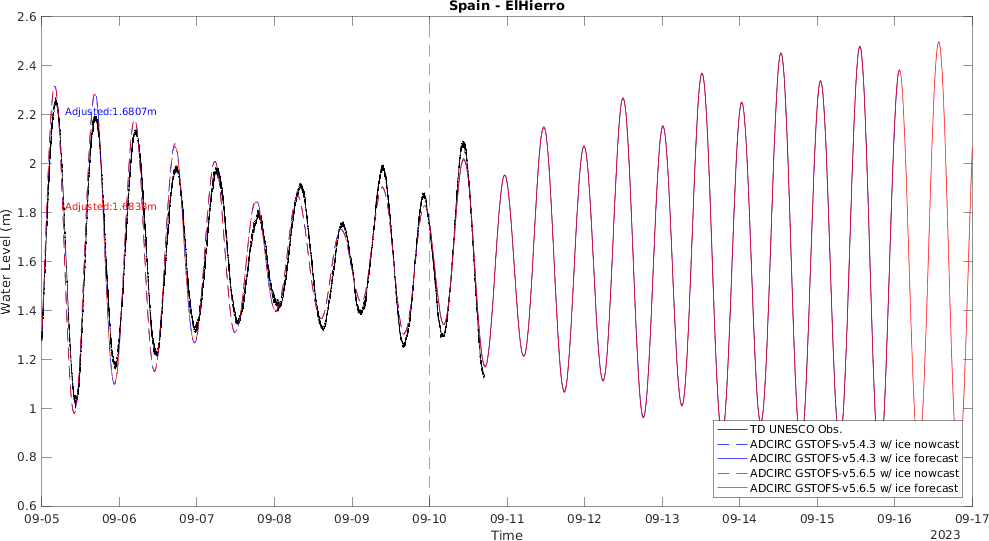 Spain - ElHierro
2.6
2.4
2.2
2
1.8
1.6
1.4
1.2
1
0.8
0.6
Water Level (m)
Adjusted:1.6807m
Adjusted:1.6838m
TD UNESCO Obs.
ADCIRC GSTOFS-v5.4.3 w/ ice nowcast
ADCIRC GSTOFS-v5.4.3 w/ ice forecast
ADCIRC GSTOFS-v5.6.5 w/ ice nowcast
ADCIRC GSTOFS-v5.6.5 w/ ice forecast
09-05 09-06 09-07 09-08 09-09 09-10 09-11 09-12 09-13 09-14 09-15 09-16 09-17
Time
2023